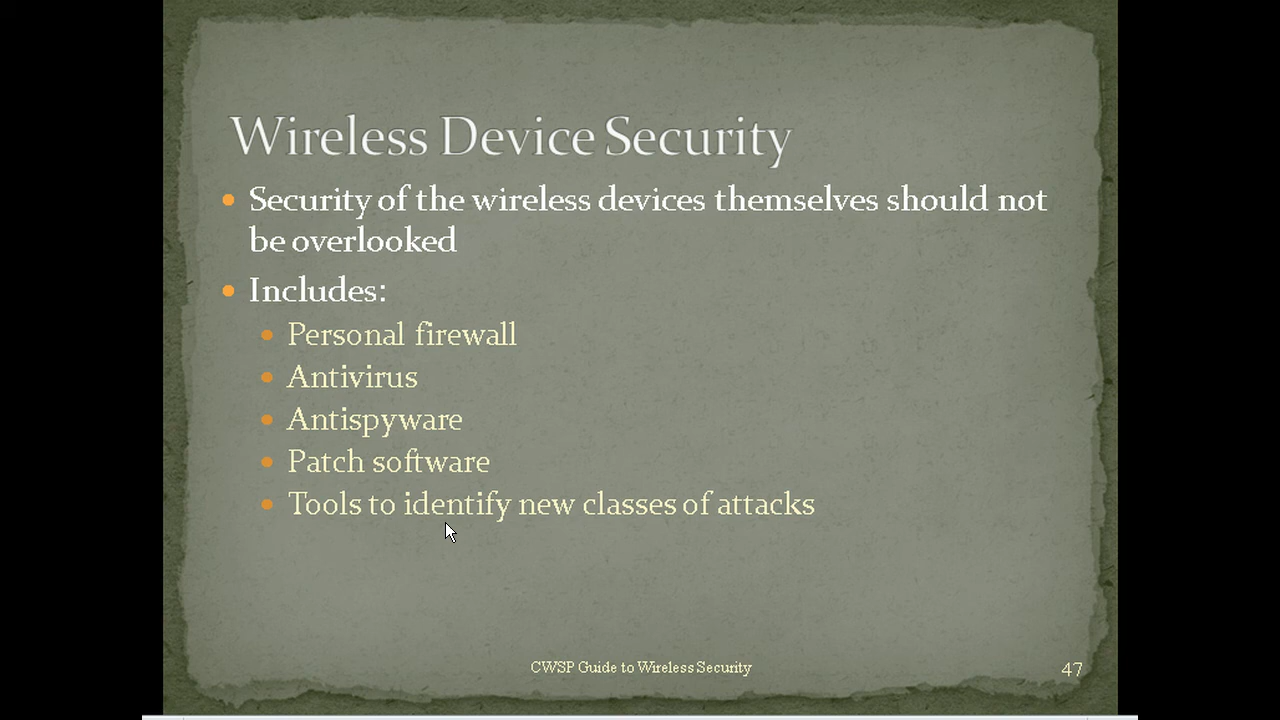 Wireless Device Security
Security of the wireless devices themselves should not
be overlooked
Includes:
Personal firewall
Antivirus
Antispyware
Patch software
Tools to identify new classes of attacks
CWSP Guide to Wireless Security
47